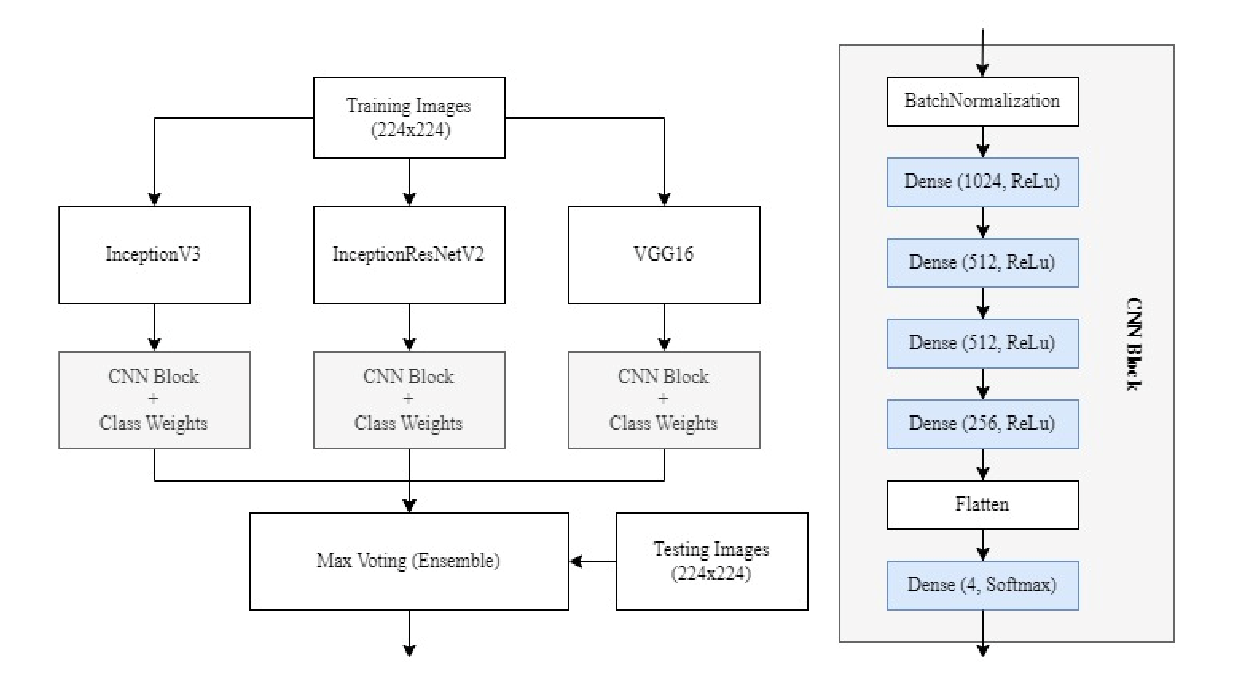 Training Images
(224x224)
InceptionV3
InceptionResNetV2
VGG16
CNN Block
+
Class Weights
CNN Block
+
Class Weights
CNN Block
+
Class Weights
Max Voting (Ensemble)
Testing Images
(224x224)
BatchNormalization
Dense (1024, ReLu)
Dense (512, ReLu)
Dense (512, ReLu)
Dense (256, ReLu)
Flatten
Dense (4, Softmax)
CNN Block